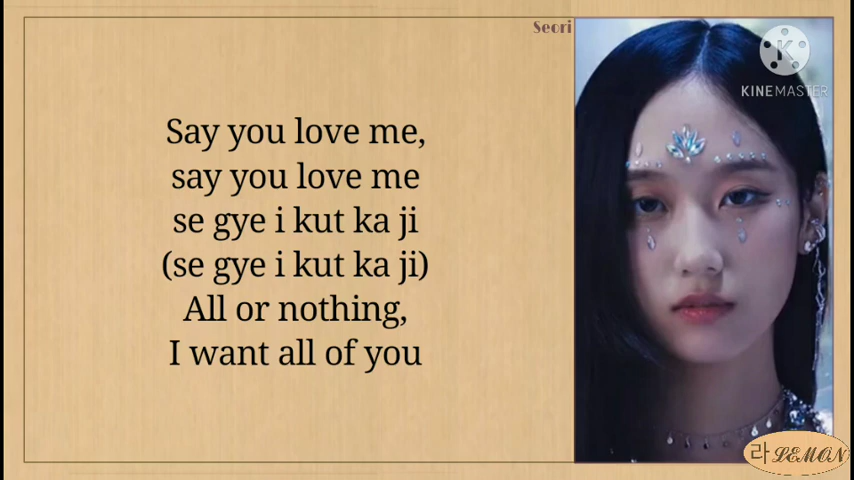 Seori
KINEMASTER
Say you love me,
say you love me
se gye i kut ka ji
(se gye i kut ka ji)
All or nothing,
I want all of you
라 LEMON